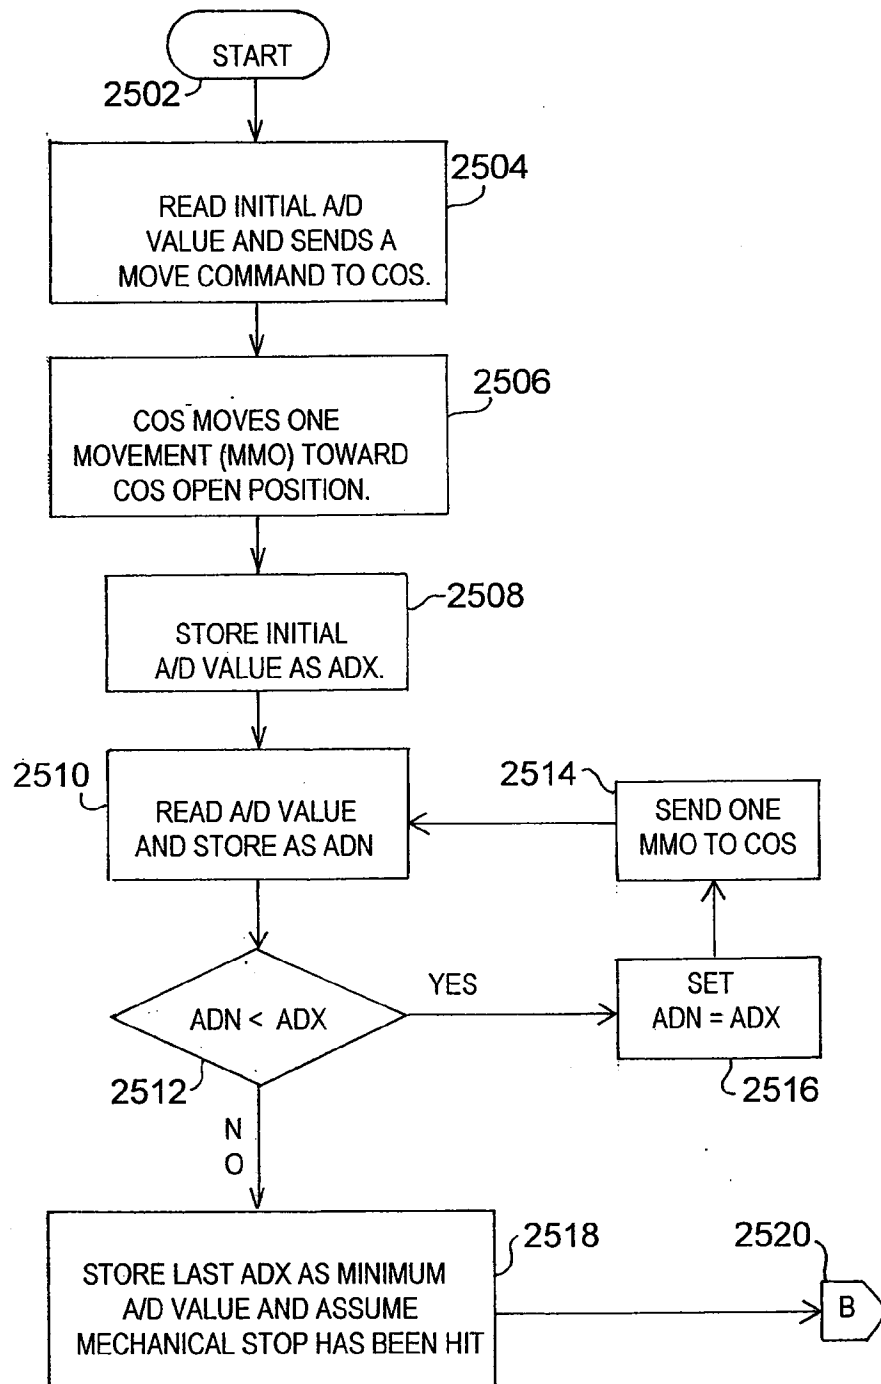 START
2502
2504
READ INITIAL A/D
VALUE AND SENDS A
MOVE COMMAND TO COS.
2506
COS MOVES ONE
MOVEMENT (MMO) TOWARD
COS OPEN POSITION.
2508
STORE INITIAL
A/D VALUE AS ADX.
2510
READ A/D VALUE
AND STORE AS ADN
2514
SEND ONE
MMO TO COS
ADN < ADX
2512
YES
SET
ADN = ADX
2516
N
O
2518
STORE LAST ADX AS MINIMUM
A/D VALUE AND ASSUME
MECHANICAL STOP HAS BEEN HIT
2520
B